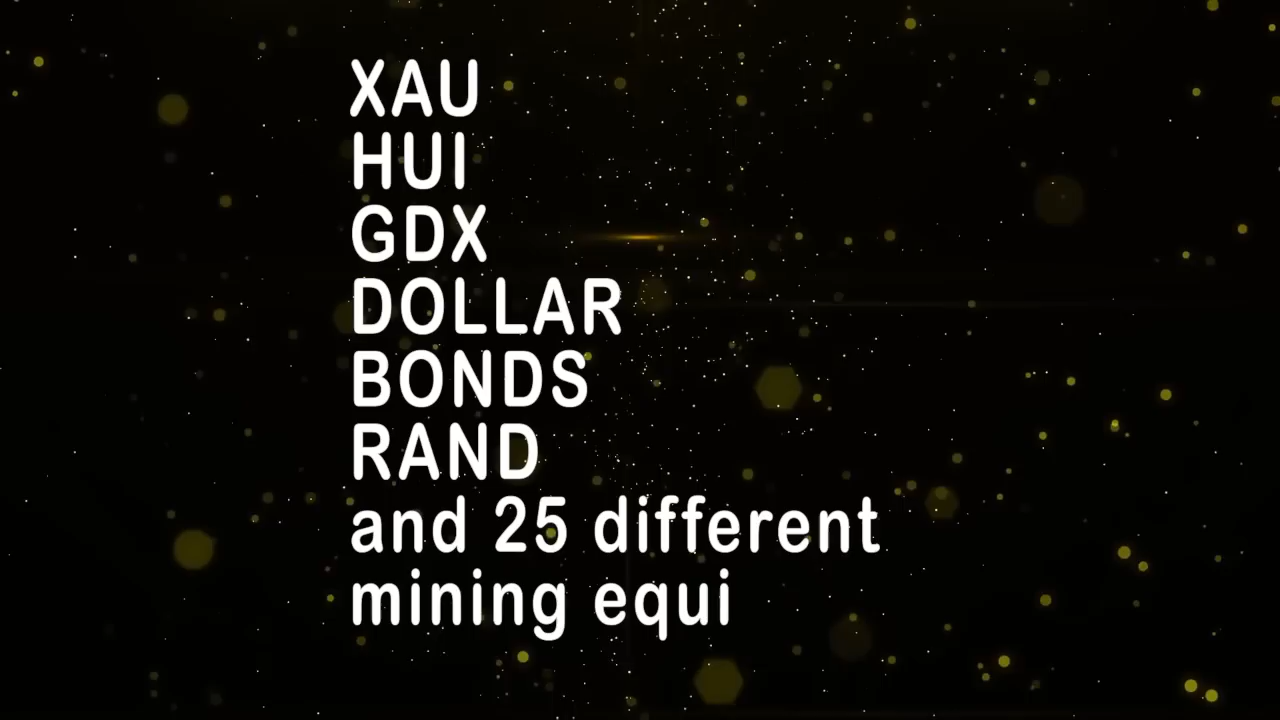 XAU
HUI
GDX
DOLLAR
BONDS
RAND
and 25 different
mining equi